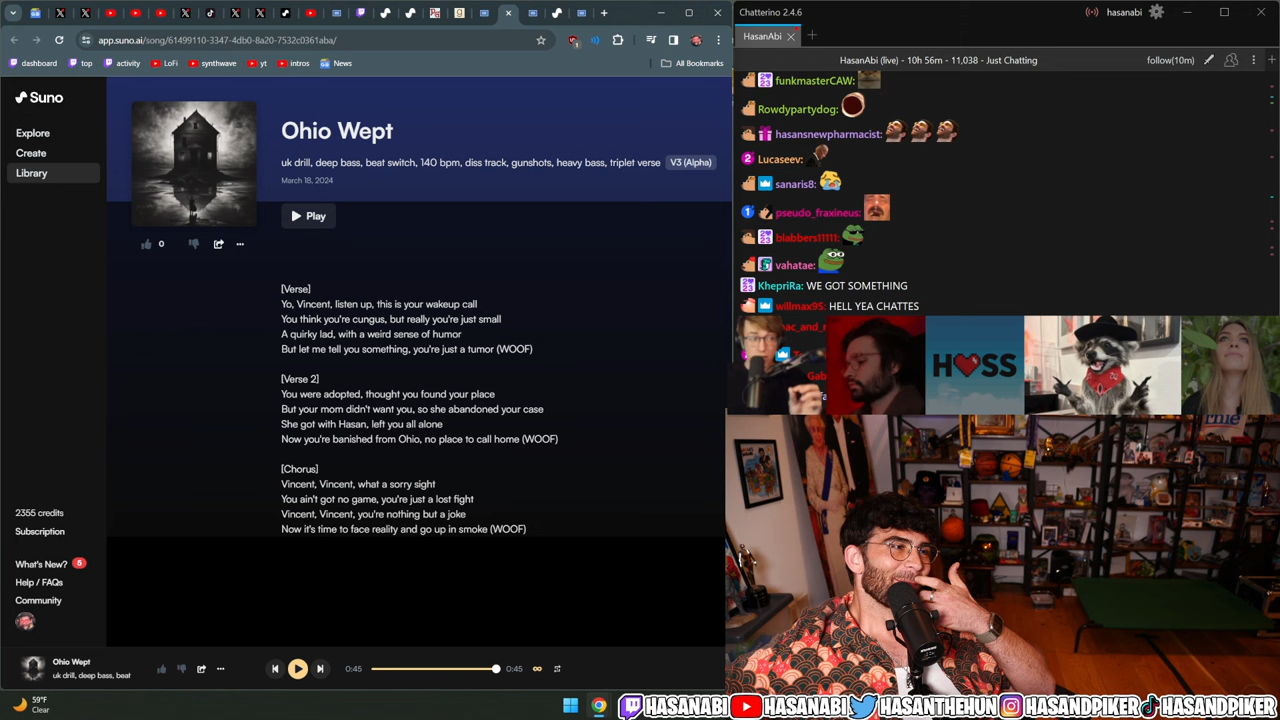 app.suno.ai/song/61499110-3347-4db0-8a20-7532c0361aba/
dashboard
top
activity
LoFi
synthwave
yt
intros
News
All Bookmarks
Suno
Explore
Create
Library
Ohio Wept
uk drill, deep bass, beat switch, 140 bpm, diss track, gunshots, heavy bass, triplet verse
V3 (Alpha)
March 18, 2024
Play
0
[Verse]
Yo, Vincent, listen up, this is your wakeup call
You think you're cungus, but really you're just small
A quirky lad, with a weird sense of humor
But let me tell you something, you're just a tumor (WOOF)
[Verse 2]
You were adopted, thought you found your place
But your mom didn't want you, so she abandoned your case
She got with Hasan, left you all alone
Now you're banished from Ohio, no place to call home (WOOF)
[Chorus]
Vincent, Vincent, what a sorry sight
You ain't got no game, you're just a lost fight
Vincent, Vincent, you're nothing but a joke
Now it's time to face reality and go up in smoke (WOOF)
2355 credits
Subscription
What's New?
5
Help / FAQs
Community
Ohio Wept
uk drill, deep bass, beat
0:45
0:45
59°F
Clear
Chatterino 2.4.6
hasanabi
HasanAbi
HasanAbi (live) - 10h 56m - 11,038 - Just Chatting
follow(10m)
funkmasterCAW:
Rowdypartydog:
hasansnewpharmacist:
Lucaseev:
sanaris8:
pseudo_fraxineus:
blabbers11111:
vahatae:
KhepriRa: WE GOT SOMETHING
willmax95: HELL YEA CHATTES
H SS
HASANABI
HASANABI
HASANTHEHUN
HASANDPIKER
HASANDPIKER